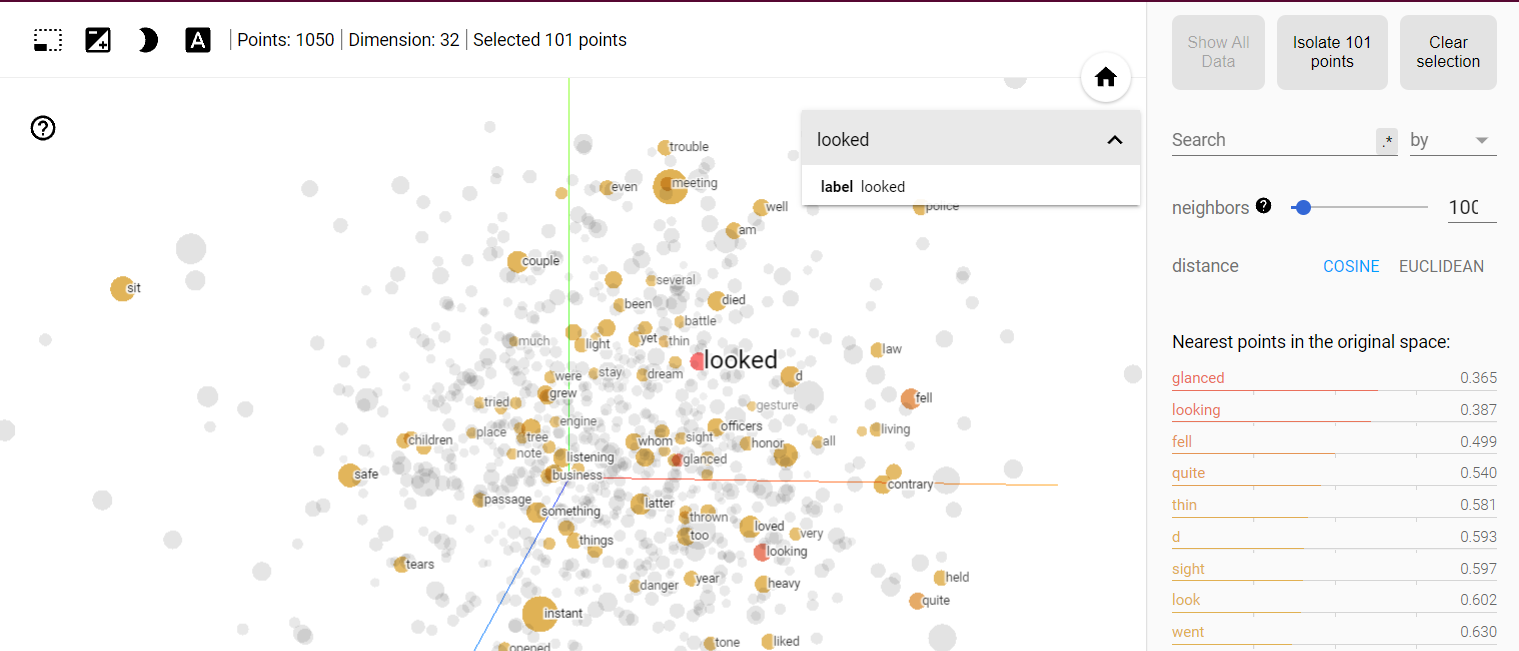 A Points: 1050 Dimension: 32 Selected 101 points
Show All Data
Isolate 101 points
Clear selection
looked
label looked
Search .* by
neighbors ? 100
distance COSINE EUCLIDEAN
Nearest points in the original space:
glanced 0.365
looking 0.387
fell 0.499
quite 0.540
thin 0.581
d 0.593
sight 0.597
look 0.602
went 0.630
?
trouble
even
meeting
well
police
am
couple
several
sit
been
died
battle
much
light
yet
thin
looked
law
were
stay
dream
d
grew
tried
gesture
fell
engine
place
tree
officers
living
children
whom
sight
honor
all
note
listening
glanced
safe
business
contrary
passage
something
latter
thrown
loved
very
things
too
looking
tears
danger
year
heavy
held
quite
instant
opened
tone
liked